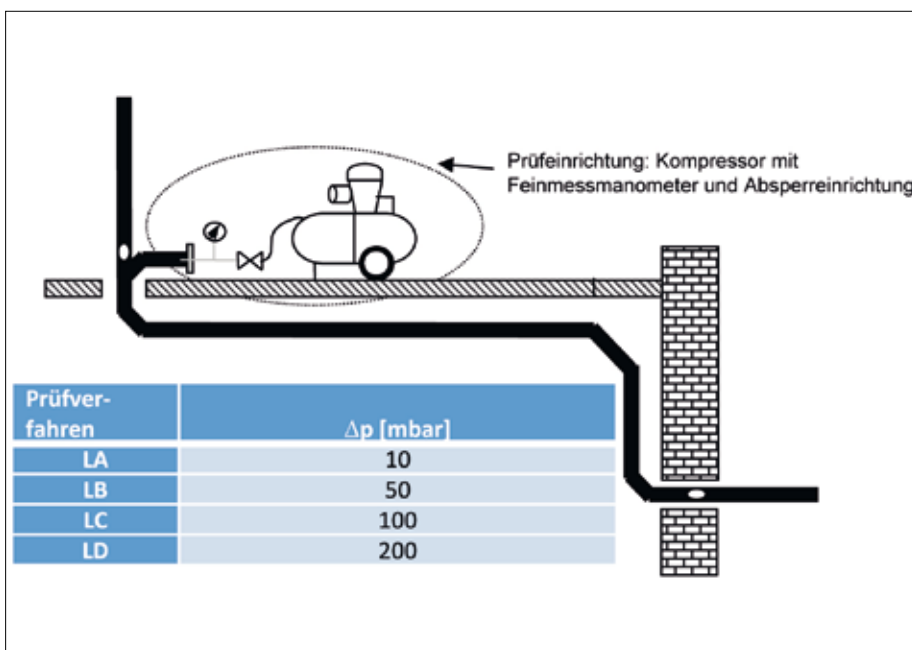 Prüfeinrichtung: Kompressor mit
Feinmessmanometer und Absperreinrichtung
Prüfver-
fahren
Δp [mbar]
LA 10
LB 50
LC 100
LD 200